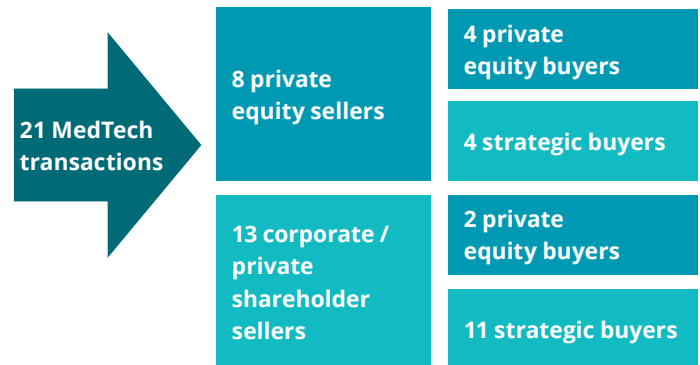 21 MedTech
transactions
8 private
equity sellers
4 private
equity buyers
4 strategic buyers
13 corporate /
private
shareholder
sellers
2 private
equity buyers
11 strategic buyers